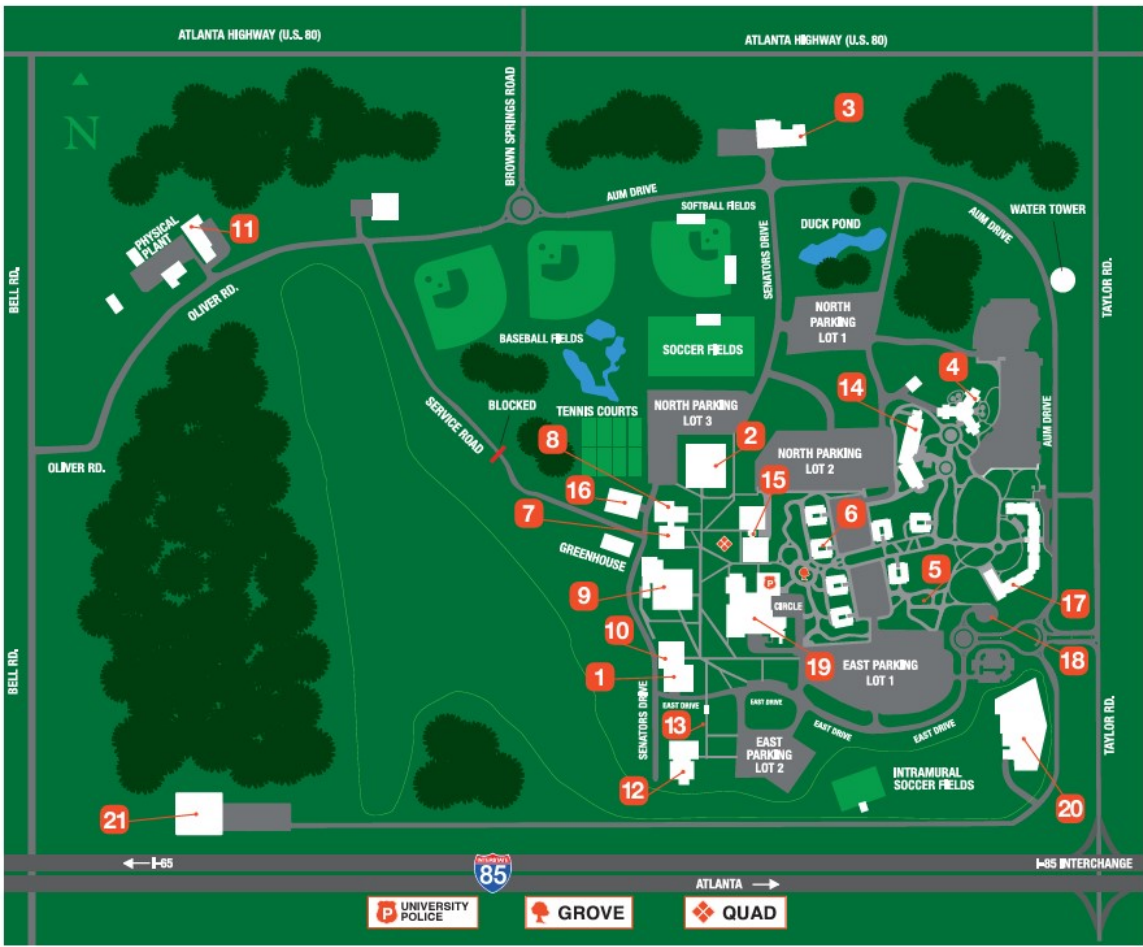 ATLANTA HIGHWAY (U.S. 80)
ATLANTA HIGHWAY (U.S. 80)
N
BROWN SPRINGS ROAD
3
AUM DRIVE
SOFTBALL FIELDS
SENATORS DRIVE
DUCK POND
AUM DRIVE
WATER TOWER
11
PHYSICAL
PLANT
BELL RD.
OLIVER RD.
TAYLOR RD.
NORTH
PARKING
LOT 1
BASEBALL FIELDS
SOCCER FIELDS
4
14
BLOCKED
SERVICE ROAD
TENNIS COURTS
NORTH PARKING
LOT 3
AUM DRIVE
8
2
NORTH PARKING
LOT 2
OLIVER RD.
15
16
7
6
GREENHOUSE
5
P
9
CIRCLE
17
10
18
19
1
EAST PARKING
LOT 1
BELL RD.
SENATORS DRIVE
EAST DRIVE
EAST DRIVE
13
EAST DRIVE
EAST DRIVE
TAYLOR RD.
EAST
PARKING
LOT 2
12
INTRAMURAL
SOCCER FIELDS
20
21
I-65
INTERSTATE
85
I-85 INTERCHANGE
ATLANTA
P
UNIVERSITY
POLICE
GROVE
QUAD